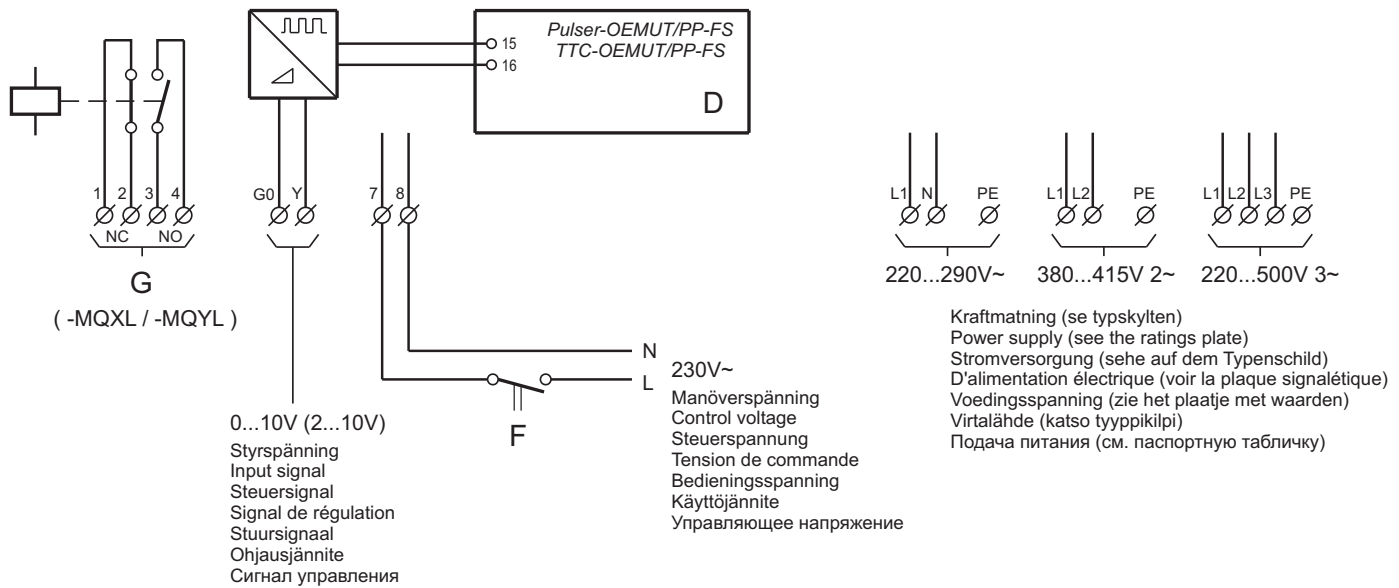 Pulser-OEMUT/PP-FS
TTC-OEMUT/PP-FS
15
16
D
1 2 3 4
NC NO
G
( -MQXL / -MQYL )
G0 Y
7 8
0...10V (2...10V)
Styrspänning
Input signal
Steuersignal
Signal de régulation
Stuursignaal
Ohjausjännite
Сигнал управления
F
N
L
230V~
Manöverspänning
Control voltage
Steuerspannung
Tension de commande
Bedieningsspanning
Käyttöjännite
Управляющее напряжение
L1 N PE
220...290V~
L1 L2 PE
380...415V 2~
L1 L2 L3 PE
220...500V 3~
Kraftmatning (se typskylten)
Power supply (see the ratings plate)
Stromversorgung (sehe auf dem Typenschild)
D'alimentation électrique (voir la plaque signalétique)
Voedingsspanning (zie het plaatje met waarden)
Virtalähde (katso tyyppikilpi)
Подача питания (см. паспортную табличку)